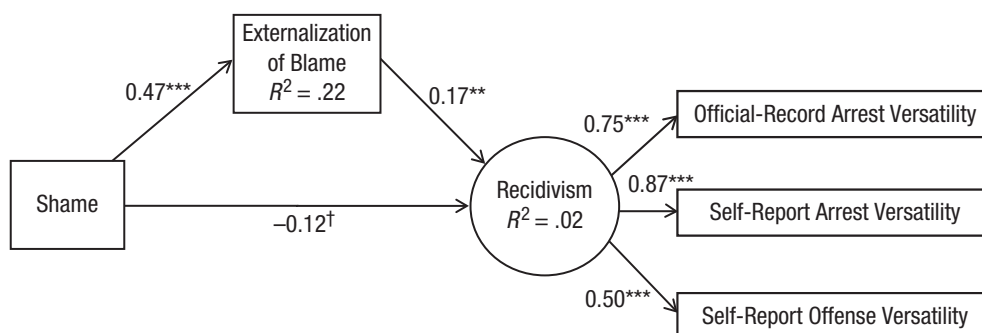 Externalization
of Blame
R² = .22
0.47***
0.17**
Official-Record Arrest Versatility
0.75***
Shame
Recidivism
R² = .02
0.87***
Self-Report Arrest Versatility
–0.12†
0.50***
Self-Report Offense Versatility